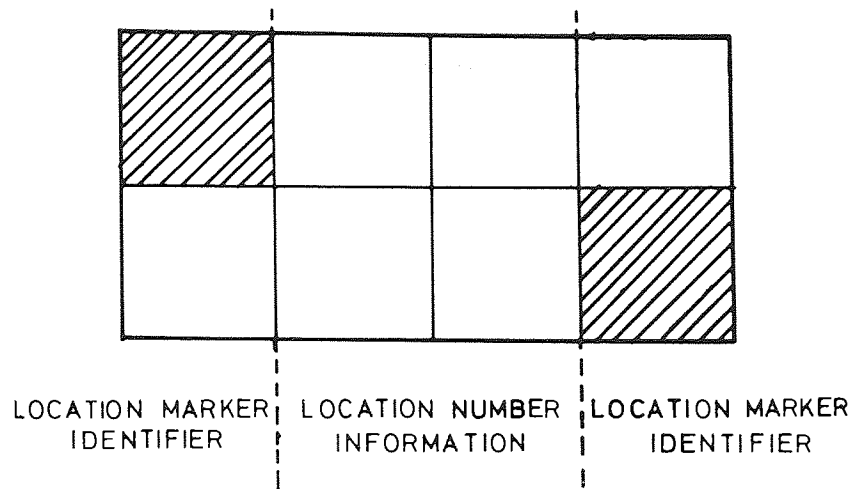 LOCATION MARKER
IDENTIFIER
LOCATION NUMBER
INFORMATION
LOCATION MARKER
IDENTIFIER